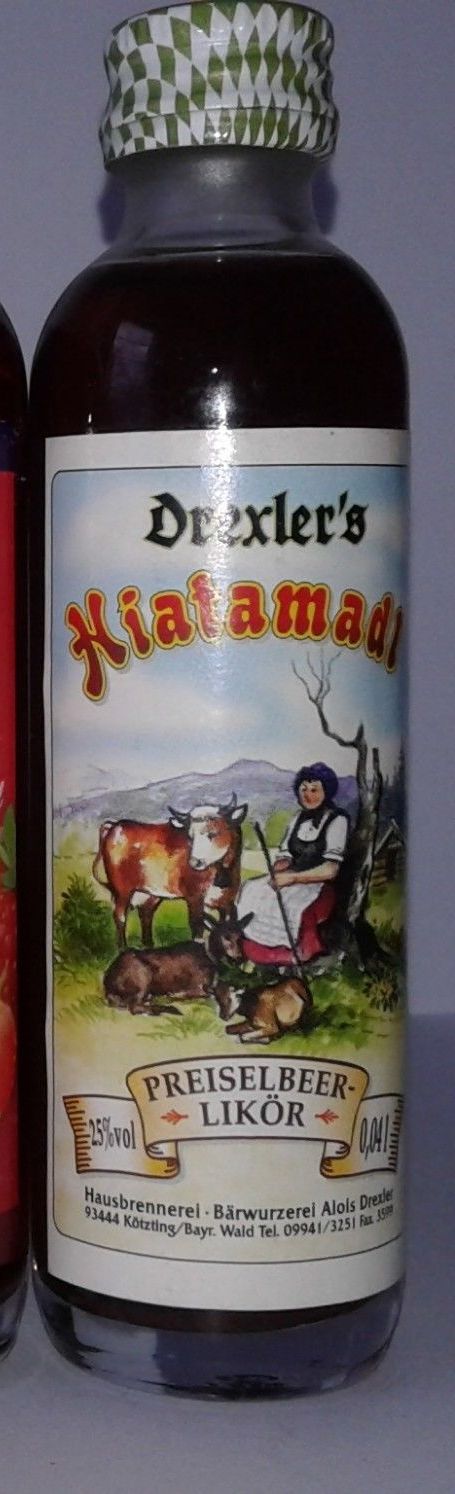 Drexler's
Hiatamadl
PREISELBEER-
LIKÖR
25%vol
0,04 l
Hausbrennerei · Bärwurzerei Alois Drexler
93444 Kötzting/Bayr. Wald Tel. 09941/3251 Fax. 3599